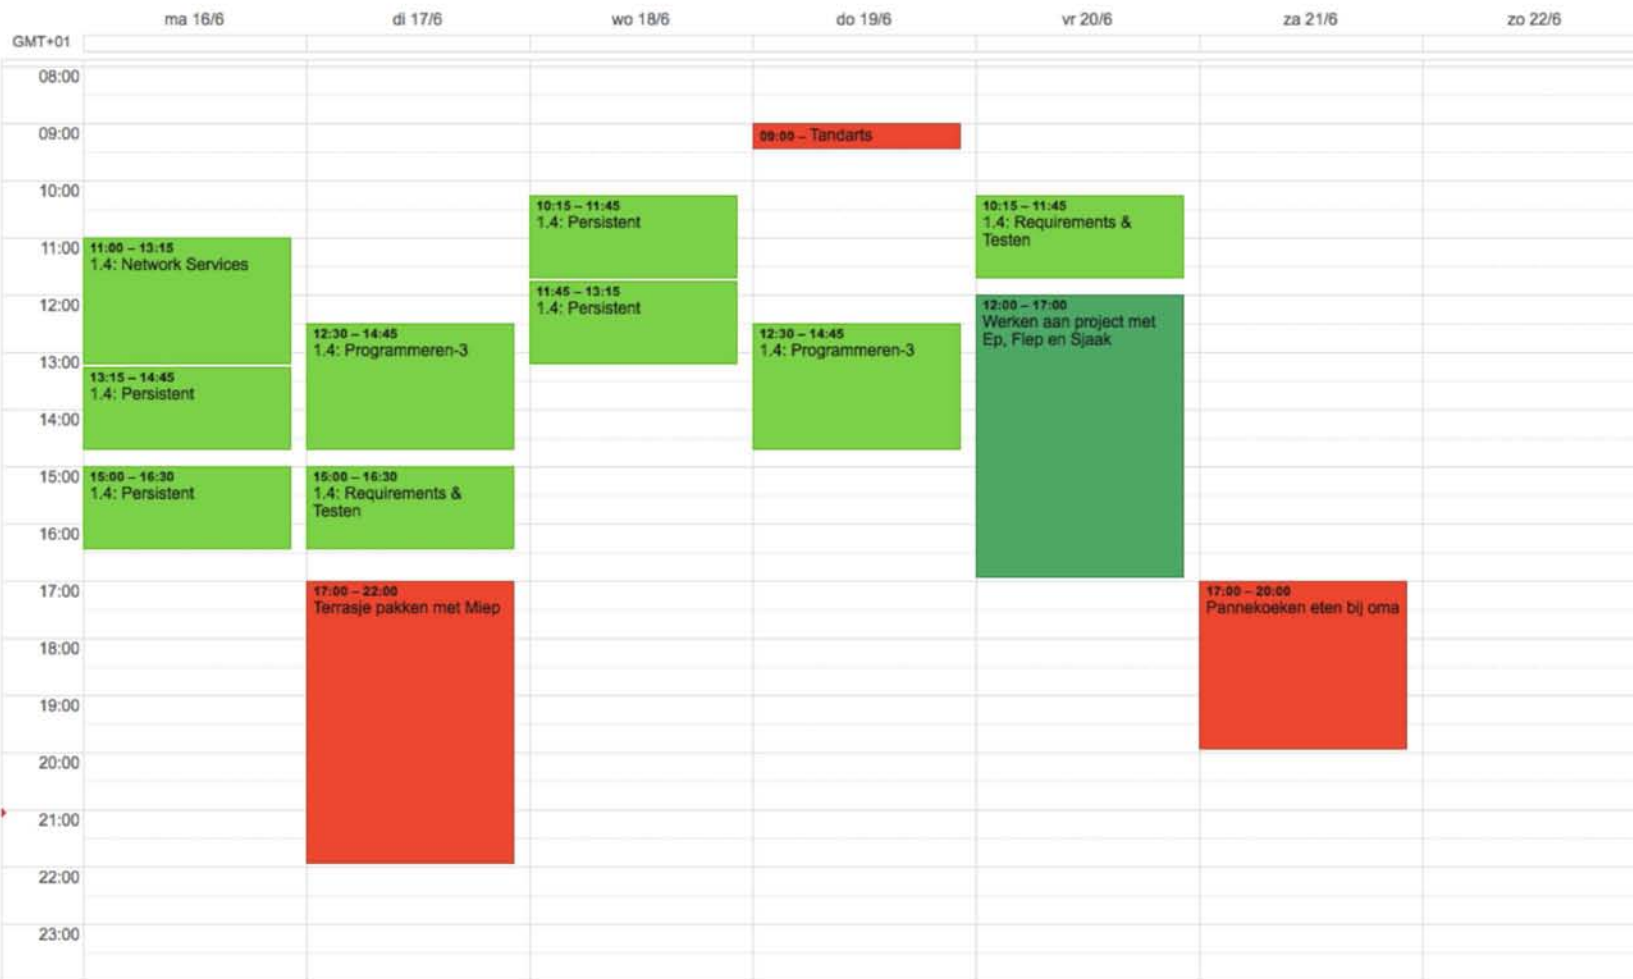 ma 16/6
di 17/6
wo 18/6
do 19/6
vr 20/6
za 21/6
zo 22/6
GMT+01
08:00
09:00
10:00
11:00
12:00
13:00
14:00
15:00
16:00
17:00
18:00
19:00
20:00
21:00
22:00
23:00
11:00 – 13:15
1.4: Network Services
13:15 – 14:45
1.4: Persistent
15:00 – 16:30
1.4: Persistent
12:30 – 14:45
1.4: Programmeren-3
15:00 – 16:30
1.4: Requirements &
Testen
17:00 – 22:00
Terrasje pakken met Miep
10:15 – 11:45
1.4: Persistent
11:45 – 13:15
1.4: Persistent
09:00 – Tandarts
12:30 – 14:45
1.4: Programmeren-3
10:15 – 11:45
1.4: Requirements &
Testen
12:00 – 17:00
Werken aan project met
Ep, Flep en Sjaak
17:00 – 20:00
Pannekoeken eten bij oma